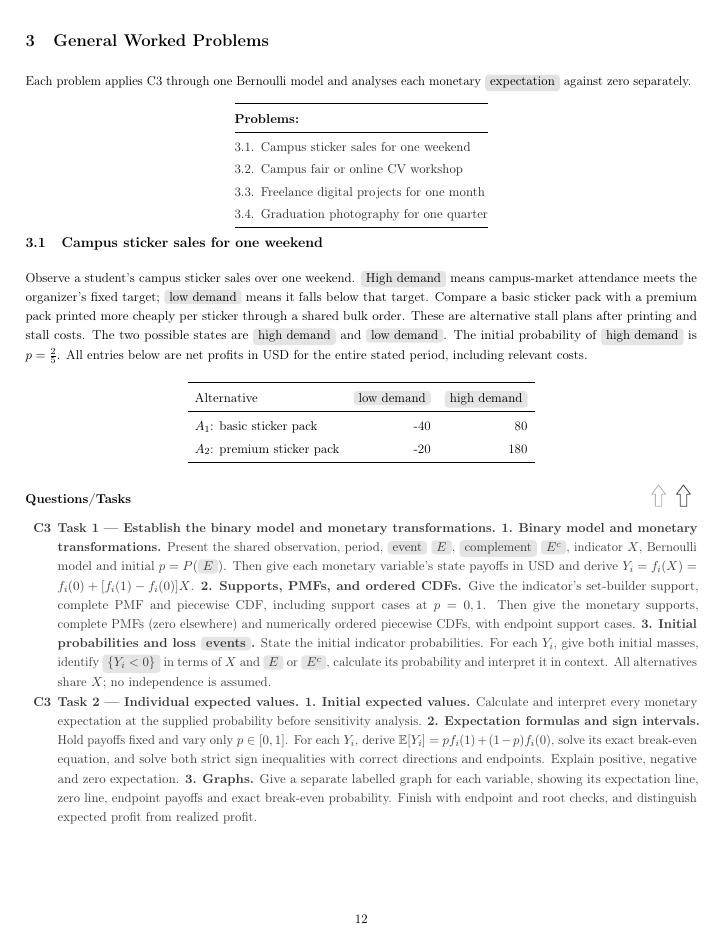 3 General Worked Problems
Each problem applies C3 through one Bernoulli model and analyses each monetary expectation against zero separately.
Problems:
3.1. Campus sticker sales for one weekend
3.2. Campus fair or online CV workshop
3.3. Freelance digital projects for one month
3.4. Graduation photography for one quarter
3.1 Campus sticker sales for one weekend
Observe a student's campus sticker sales over one weekend. High demand means campus-market attendance meets the
organizer's fixed target; low demand means it falls below that target. Compare a basic sticker pack with a premium
pack printed more cheaply per sticker through a shared bulk order. These are alternative stall plans after printing and
stall costs. The two possible states are high demand and low demand. The initial probability of high demand is
p = 2/5. All entries below are net profits in USD for the entire stated period, including relevant costs.
Alternative low demand high demand
A₁: basic sticker pack -40 80
A₂: premium sticker pack -20 180
Questions/Tasks
C3 Task 1 — Establish the binary model and monetary transformations. 1. Binary model and monetary
transformations. Present the shared observation, period, event E, complement Eᶜ, indicator X, Bernoulli
model and initial p = P(E). Then give each monetary variable's state payoffs in USD and derive Yᵢ = fᵢ(X) =
fᵢ(0) + [fᵢ(1) − fᵢ(0)]X. 2. Supports, PMFs, and ordered CDFs. Give the indicator's set-builder support,
complete PMF and piecewise CDF, including support cases at p = 0, 1. Then give the monetary supports,
complete PMFs (zero elsewhere) and numerically ordered piecewise CDFs, with endpoint support cases. 3. Initial
probabilities and loss events. State the initial indicator probabilities. For each Yᵢ, give both initial masses,
identify {Yᵢ < 0} in terms of X and E or Eᶜ, calculate its probability and interpret it in context. All alternatives
share X; no independence is assumed.
C3 Task 2 — Individual expected values. 1. Initial expected values. Calculate and interpret every monetary
expectation at the supplied probability before sensitivity analysis. 2. Expectation formulas and sign intervals.
Hold payoffs fixed and vary only p ∈ [0, 1]. For each Yᵢ, derive 𝔼[Yᵢ] = pfᵢ(1)+(1−p)fᵢ(0), solve its exact break-even
equation, and solve both strict sign inequalities with correct directions and endpoints. Explain positive, negative
and zero expectation. 3. Graphs. Give a separate labelled graph for each variable, showing its expectation line,
zero line, endpoint payoffs and exact break-even probability. Finish with endpoint and root checks, and distinguish
expected profit from realized profit.
12